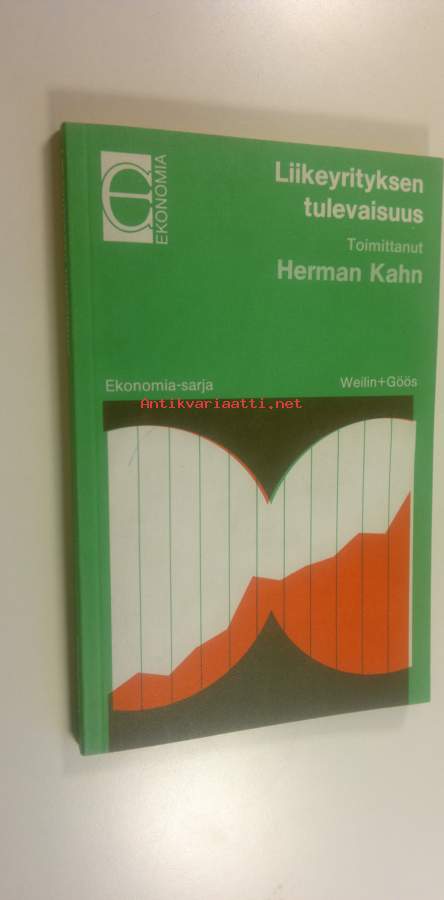 EKONOMIA
Liikeyrityksen
tulevaisuus
Toimittanut
Herman Kahn
Ekonomia-sarja
Weilin+Göös
Antikvariaatti.net